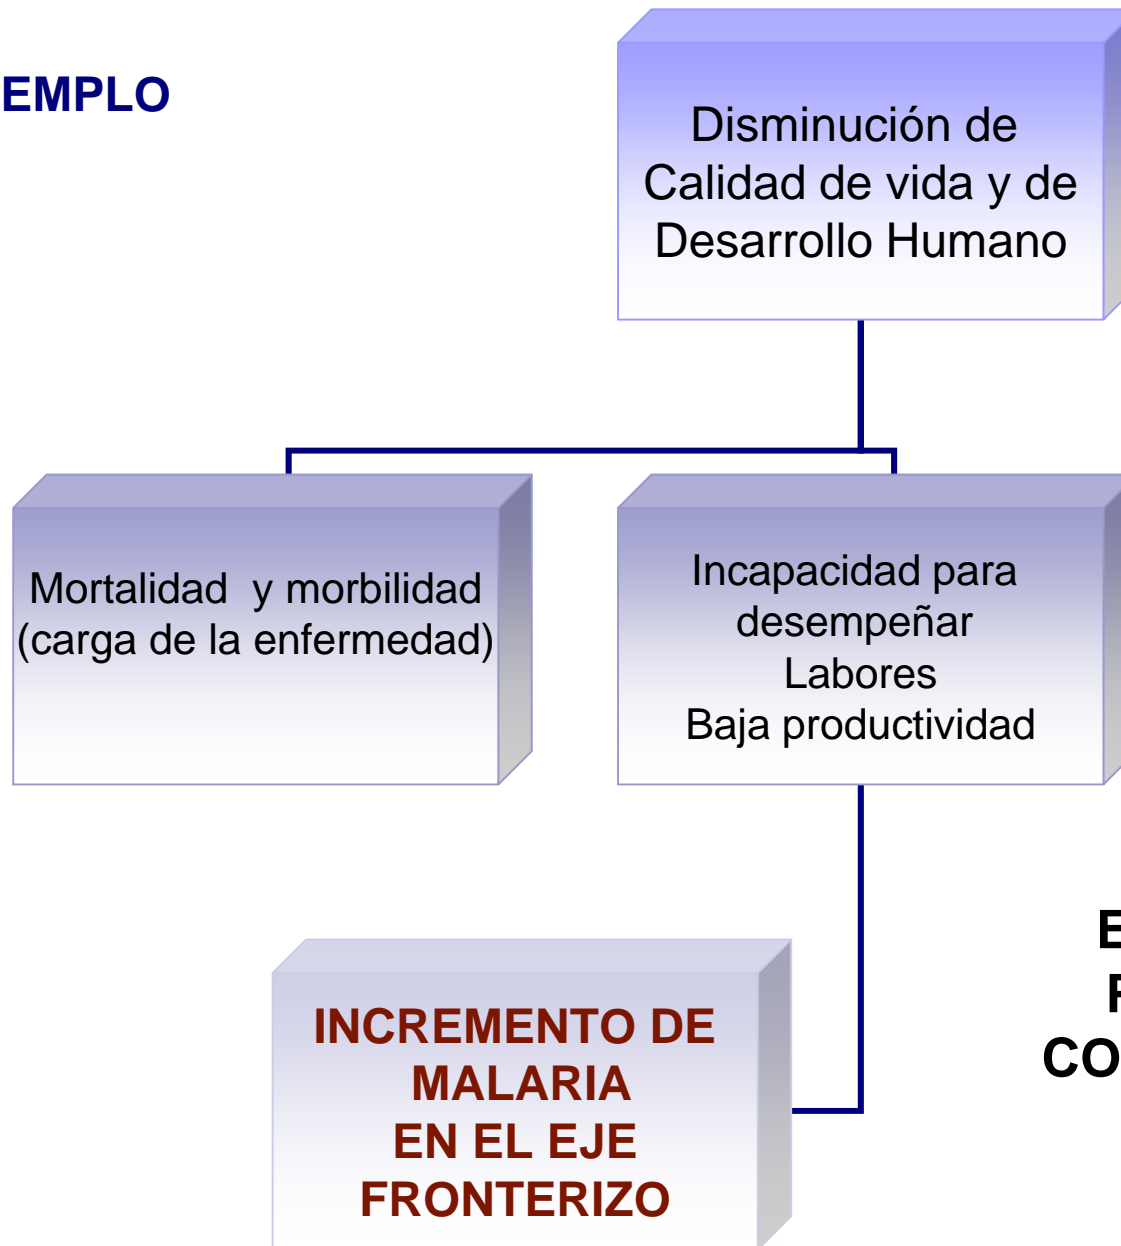 EMPLO
Disminución de
Calidad de vida y de
Desarrollo Humano
Mortalidad y morbilidad
(carga de la enfermedad)
Incapacidad para
desempeñar
Labores
Baja productividad
E
CO
INCREMENTO DE
MALARIA
EN EL EJE
FRONTERIZO